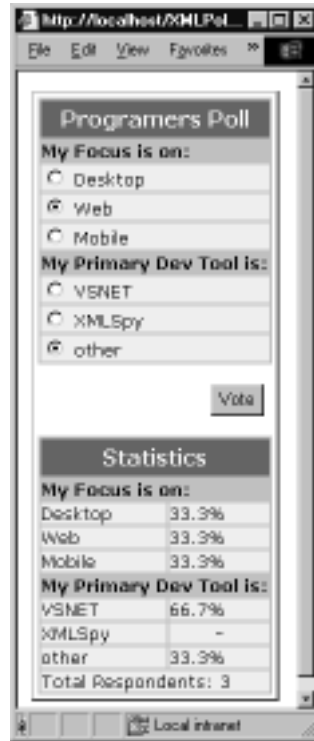 http://localhost/XMLPol...
File Edit View Favorites »
Programers Poll
My Focus is on:
Desktop
Web
Mobile
My Primary Dev Tool is:
VSNET
XMLSpy
other
Vote
Statistics
My Focus is on:
Desktop 33.3%
Web 33.3%
Mobile 33.3%
My Primary Dev Tool is:
VSNET 66.7%
XMLSpy -
other 33.3%
Total Respondents: 3
Local intranet